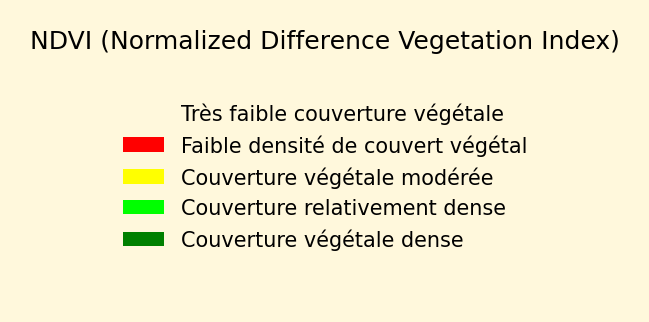 NDVI (Normalized Difference Vegetation Index)
Très faible couverture végétale
Faible densité de couvert végétal
Couverture végétale modérée
Couverture relativement dense
Couverture végétale dense